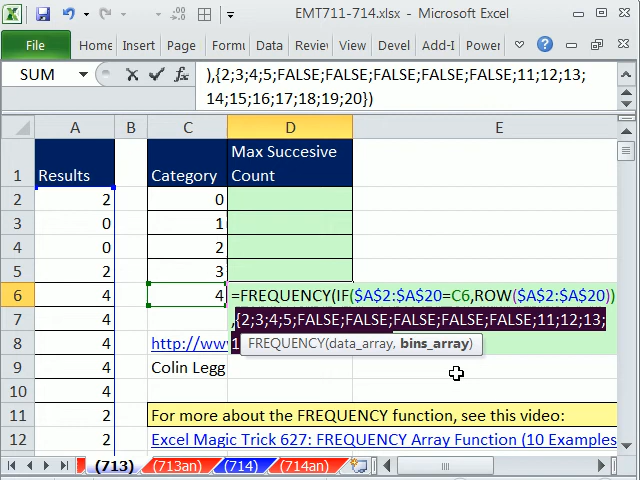 EMT711-714.xlsx - Microsoft Excel
File Home Insert Page Formu Data Review View Devel Add-I Power
SUM ),{2;3;4;5;FALSE;FALSE;FALSE;FALSE;FALSE;11;12;13;
14;15;16;17;18;19;20})
A B C D E
Max Succesive
1 Results Category Count
2 2 0
3 0 1
4 0 2
5 2 3
6 4 4 =FREQUENCY(IF($A$2:$A$20=C6,ROW($A$2:$A$20))
7 4 ,{2;3;4;5;FALSE;FALSE;FALSE;FALSE;FALSE;11;12;13;
8 4 http://www 1 FREQUENCY(data_array, bins_array)
9 4 Colin Legg
10 4
11 2 For more about the FREQUENCY function, see this video:
12 2 Excel Magic Trick 627: FREQUENCY Array Function (10 Examples
(713) (713an) (714) (714an)